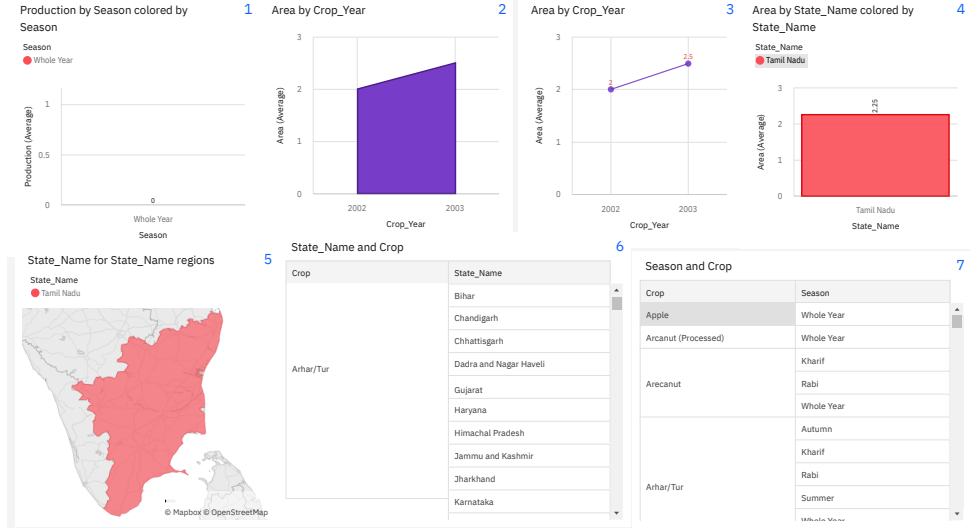 Production by Season colored by
Season
1
Season
Whole Year
Production (Average)
1
0.5
0
0
Whole Year
Season
Area by Crop_Year
2
Area (Average)
3
2
1
0
2002
2003
Crop_Year
Area by Crop_Year
3
Area (Average)
3
2
1
0
2
2.5
2002
2003
Crop_Year
Area by State_Name colored by
State_Name
4
State_Name
Tamil Nadu
Area (Average)
3
2
1
0
2.25
Tamil Nadu
State_Name
State_Name for State_Name regions
5
State_Name
Tamil Nadu
© Mapbox © OpenStreetMap
State_Name and Crop
6
Crop
State_Name
Arhar/Tur
Bihar
Chandigarh
Chhattisgarh
Dadra and Nagar Haveli
Gujarat
Haryana
Himachal Pradesh
Jammu and Kashmir
Jharkhand
Karnataka
Season and Crop
7
Crop
Season
Apple
Whole Year
Arcanut (Processed)
Whole Year
Arecanut
Kharif
Rabi
Whole Year
Arhar/Tur
Autumn
Kharif
Rabi
Summer
Whole Year